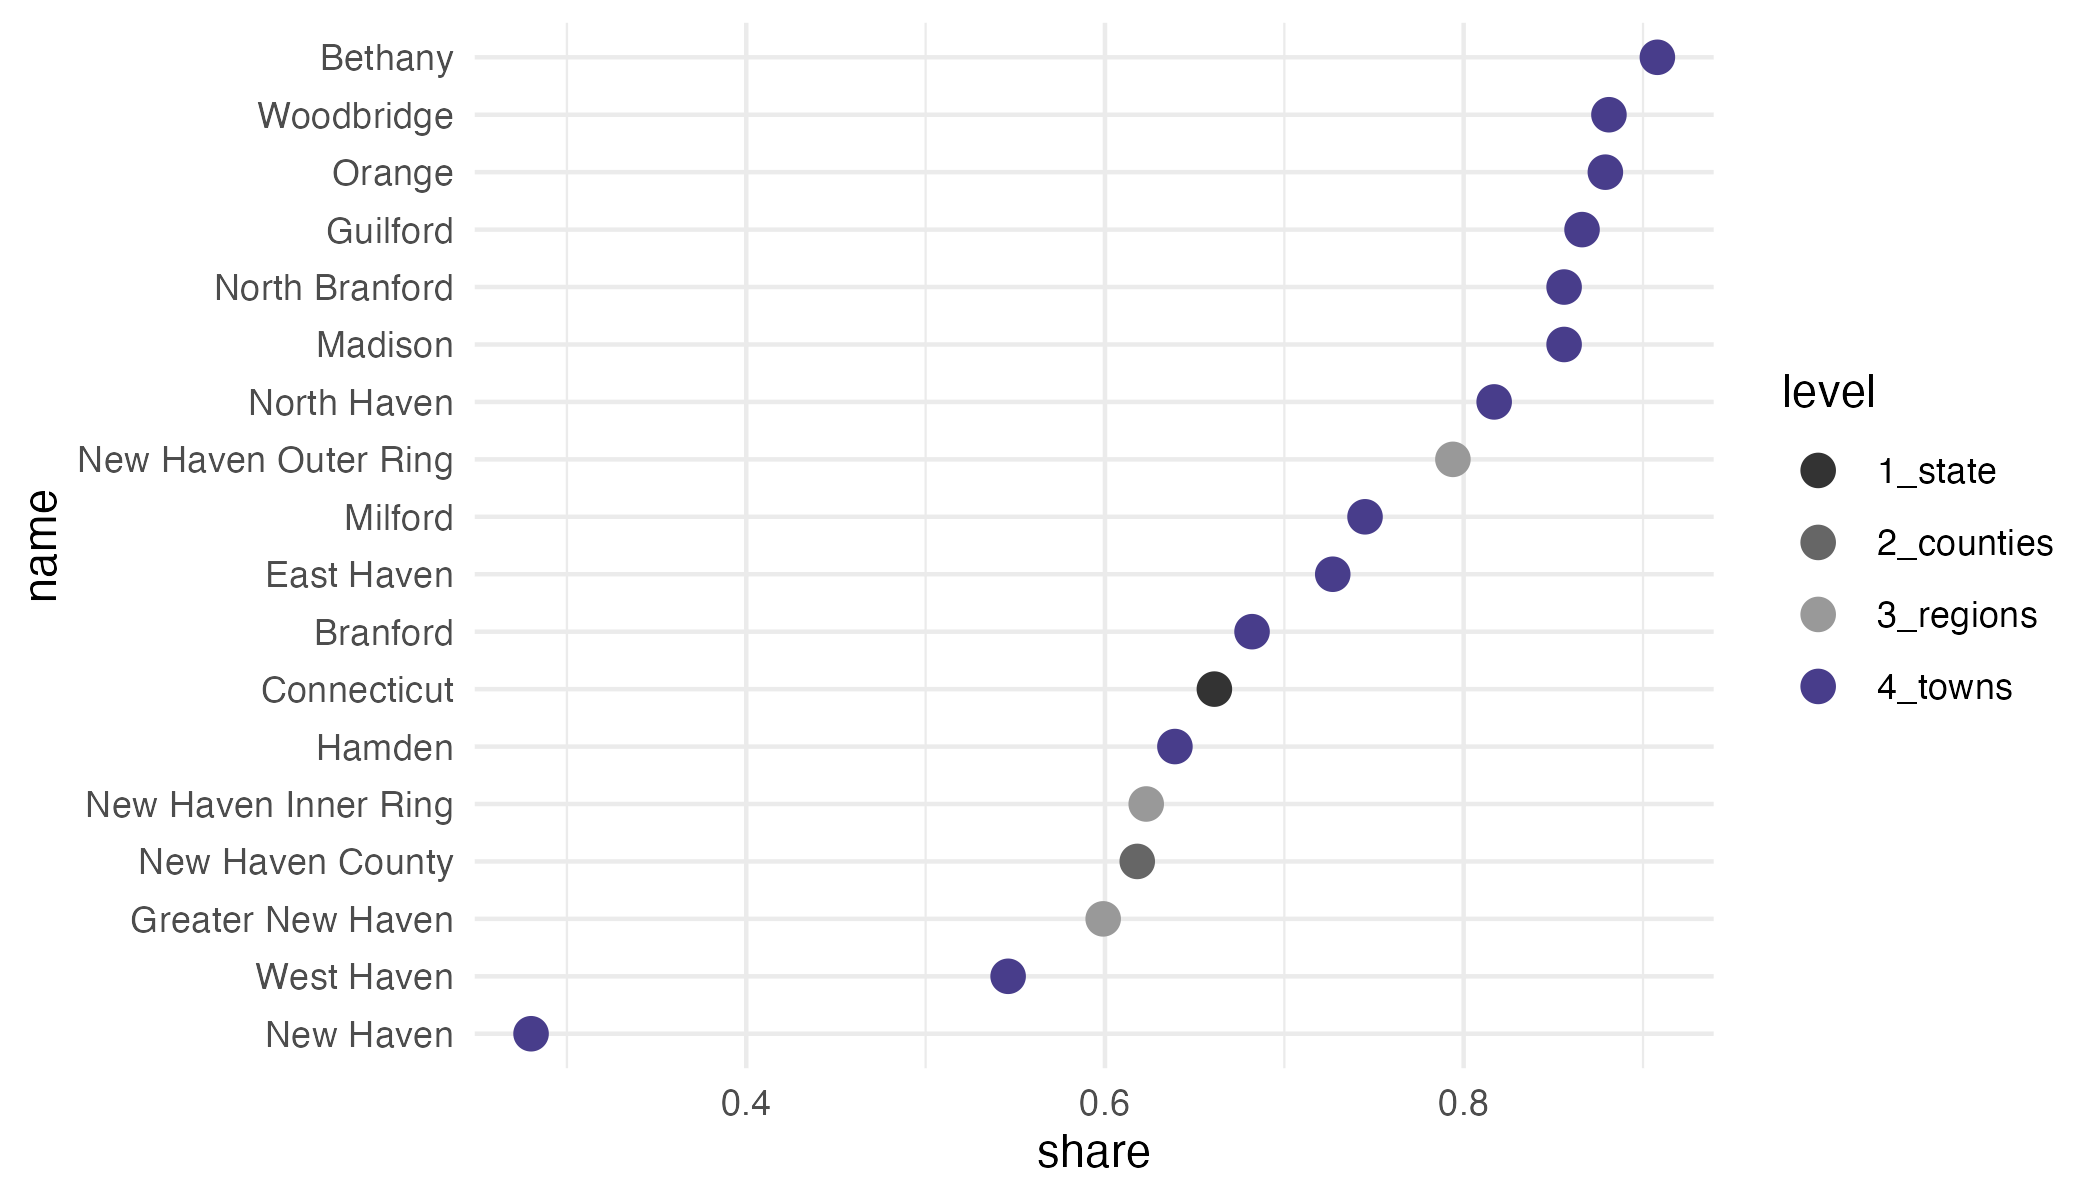 Bethany
Woodbridge
Orange
Guilford
North Branford
Madison
North Haven
New Haven Outer Ring
Milford
East Haven
Branford
Connecticut
Hamden
New Haven Inner Ring
New Haven County
Greater New Haven
West Haven
New Haven
name
0.4 0.6 0.8
share
level
1_state
2_counties
3_regions
4_towns